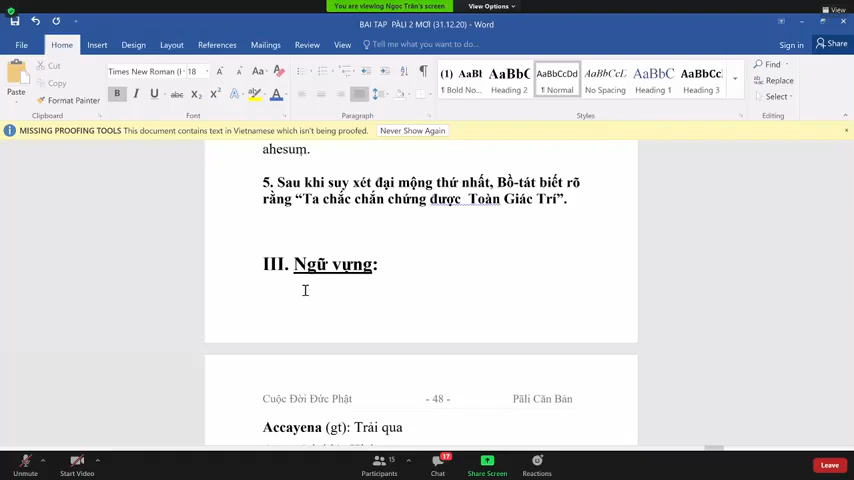 You are viewing Ngoc Trân's screen
View Options
View
BAI TAP PÂLI 2 MƠI (31.12.20) - Word
File
Home
Insert
Design
Layout
References
Mailings
Review
View
Tell me what you want to do...
Sign in
Share
Paste
Cut
Copy
Format Painter
Clipboard
Times New Roman (
18
Font
Paragraph
(1) AaBl
¶ Bold No...
AaBbC
Heading 2
AaBbCcDd
¶ Normal
AaBbCcL
No Spacing
AaBbC
Heading 1
AaBbCc
Heading 3
Styles
Find
Replace
Select
Editing
MISSING PROOFING TOOLS This document contains text in Vietnamese which isn't being proofed.
Never Show Again
ahesuṃ.
5. Sau khi suy xét đại mộng thứ nhất, Bồ-tát biết rõ
rằng “Ta chắc chắn chứng được Toàn Giác Trí”.
III. Ngữ vựng:
Cuộc Đời Đức Phật
- 48 -
Pāli Căn Bản
Accayena (gt): Trải qua
Unmute
Start Video
Participants
15
Chat
17
Share Screen
Reactions
Leave